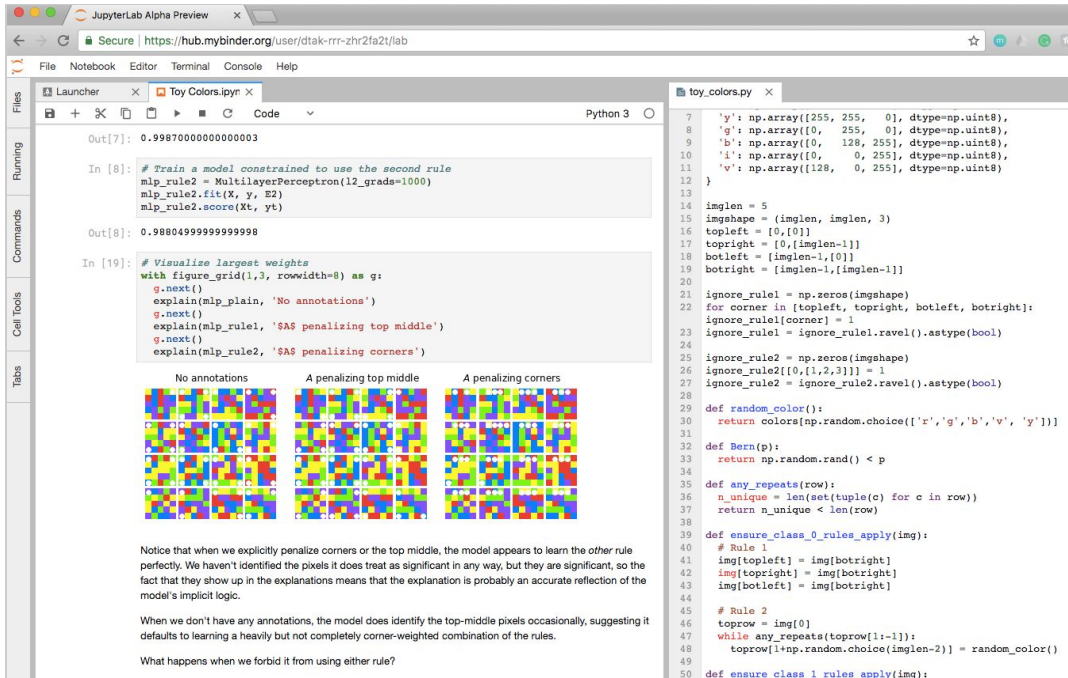 JupyterLab Alpha Preview ×
Secure | https://hub.mybinder.org/user/dtak-rrr-zhr2fa2t/lab
File Notebook Editor Terminal Console Help
Files
Running
Commands
Cell Tools
Tabs
Launcher × Toy Colors.ipyn ×
Code Python 3
Out[7]: 0.99870000000000003
In [8]: # Train a model constrained to use the second rule
mlp_rule2 = MultilayerPerceptron(l2_grads=1000)
mlp_rule2.fit(X, y, E2)
mlp_rule2.score(Xt, yt)
Out[8]: 0.98804999999999998
In [19]: # Visualize largest weights
with figure_grid(1,3, rowwidth=8) as g:
  g.next()
  explain(mlp_plain, 'No annotations')
  g.next()
  explain(mlp_rule1, '$A$ penalizing top middle')
  g.next()
  explain(mlp_rule2, '$A$ penalizing corners')
No annotations A penalizing top middle A penalizing corners
Notice that when we explicitly penalize corners or the top middle, the model appears to learn the other rule
perfectly. We haven't identified the pixels it does treat as significant in any way, but they are significant, so the
fact that they show up in the explanations means that the explanation is probably an accurate reflection of the
model's implicit logic.
When we don't have any annotations, the model does identify the top-middle pixels occasionally, suggesting it
defaults to learning a heavily but not completely corner-weighted combination of the rules.
What happens when we forbid it from using either rule?
toy_colors.py ×
7   'y': np.array([255, 255,   0], dtype=np.uint8),
8   'g': np.array([0,   255,   0], dtype=np.uint8),
9   'b': np.array([0,   128, 255], dtype=np.uint8),
10   'i': np.array([0,     0, 255], dtype=np.uint8),
11   'v': np.array([128,   0, 255], dtype=np.uint8)
12 }
13
14 imglen = 5
15 imgshape = (imglen, imglen, 3)
16 topleft = [0,[0]]
17 topright = [0,[imglen-1]]
18 botleft = [imglen-1,[0]]
19 botright = [imglen-1,[imglen-1]]
20
21 ignore_rule1 = np.zeros(imgshape)
22 for corner in [topleft, topright, botleft, botright]:
ignore_rule1[corner] = 1
23 ignore_rule1 = ignore_rule1.ravel().astype(bool)
24
25 ignore_rule2 = np.zeros(imgshape)
26 ignore_rule2[[0,[1,2,3]]] = 1
27 ignore_rule2 = ignore_rule2.ravel().astype(bool)
28
29 def random_color():
30   return colors[np.random.choice(['r','g','b','v', 'y'])]
31
32 def Bern(p):
33   return np.random.rand() < p
34
35 def any_repeats(row):
36   n_unique = len(set(tuple(c) for c in row))
37   return n_unique < len(row)
38
39 def ensure_class_0_rules_apply(img):
40   # Rule 1
41   img[topleft] = img[botright]
42   img[topright] = img[botright]
43   img[botleft] = img[botright]
44
45   # Rule 2
46   toprow = img[0]
47   while any_repeats(toprow[1:-1]):
48     toprow[1+np.random.choice(imglen-2)] = random_color()
49
50 def ensure_class_1_rules_apply(img):